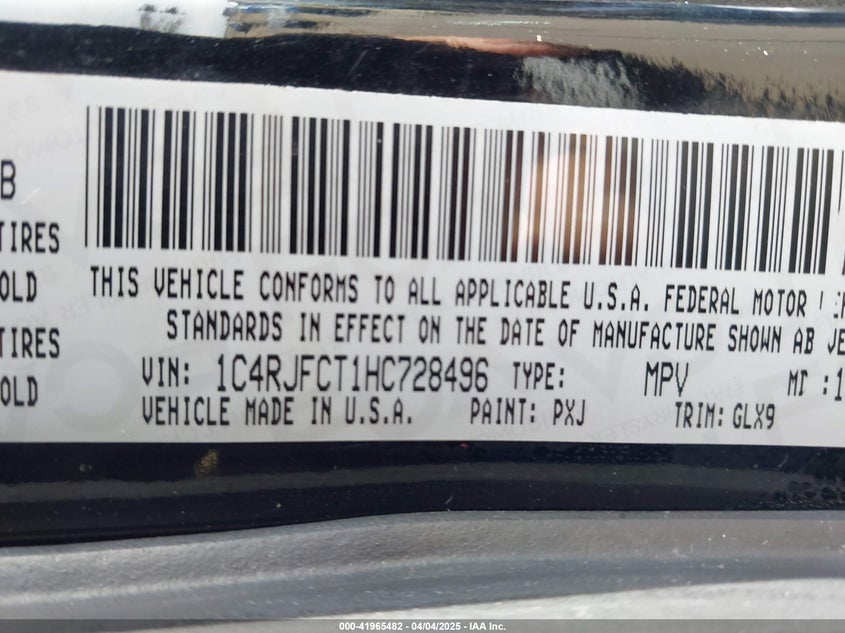 B
TIRES
OLD
TIRES
OLD
THIS VEHICLE CONFORMS TO ALL APPLICABLE U.S.A. FEDERAL MOTOR
STANDARDS IN EFFECT ON THE DATE OF MANUFACTURE SHOWN AB VE
VIN: 1C4RJFCT1HC728496 TYPE: MPV
VEHICLE MADE IN U.S.A. PAINT: PXJ TRIM: GLX9
000-41965482 | 04/04/2025 - IAA Inc.